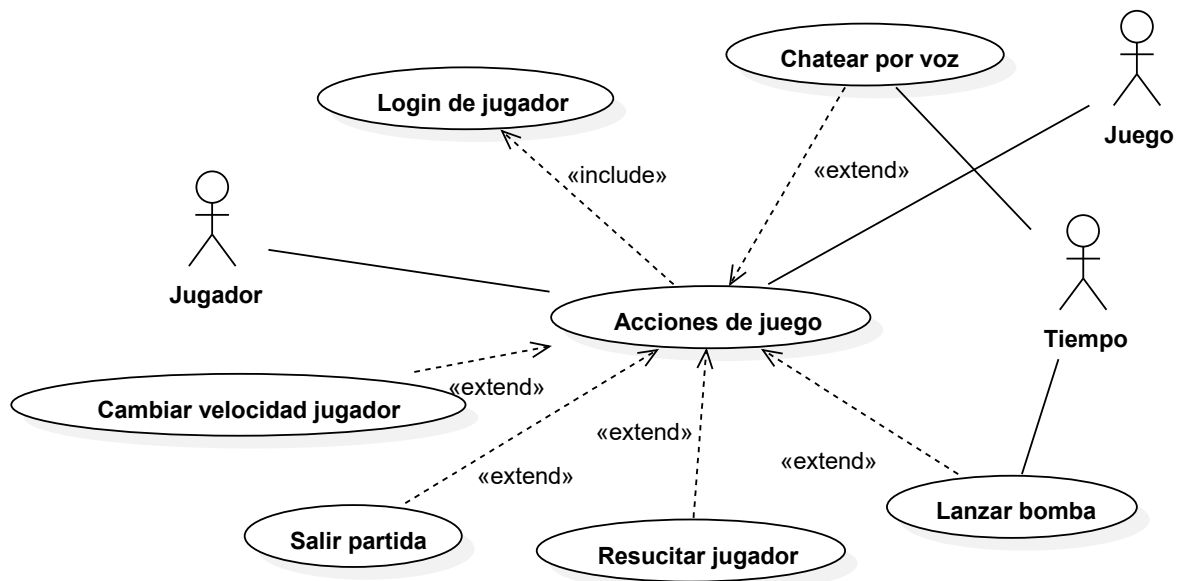 Chatear por voz
Login de jugador
Juego
«include»
«extend»
Jugador
Acciones de juego
Tiempo
«extend»
Cambiar velocidad jugador
«extend»
«extend»
«extend»
Salir partida
Resucitar jugador
Lanzar bomba